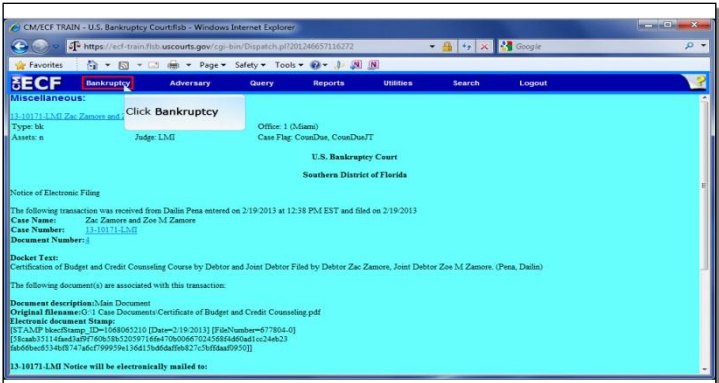 CM/ECF TRAIN - U.S. Bankruptcy Court:flsb - Windows Internet Explorer
https://ecf-train.flsb.uscourts.gov/cgi-bin/Dispatch.pl?201246657116272
Google
Favorites Page Safety Tools
ECF Bankruptcy Adversary Query Reports Utilities Search Logout ?
Miscellaneous:
Click Bankruptcy
13-10171-LMI Zac Zamore and
Type: bk Office: 1 (Miami)
Assets: n Judge: LMI Case Flag: CounDue, CounDueJT
U.S. Bankruptcy Court
Southern District of Florida
Notice of Electronic Filing
The following transaction was received from Dailin Pena entered on 2/19/2013 at 12:38 PM EST and filed on 2/19/2013
Case Name: Zac Zamore and Zoe M Zamore
Case Number: 13-10171-LMI
Document Number: 4
Docket Text:
Certification of Budget and Credit Counseling Course by Debtor and Joint Debtor Filed by Debtor Zac Zamore, Joint Debtor Zoe M Zamore. (Pena, Dailin)
The following document(s) are associated with this transaction:
Document description:Main Document
Original filename:G:\1 Case Documents\Certificate of Budget and Credit Counseling.pdf
Electronic document Stamp:
[STAMP bkecfStamp_ID=1068065210 [Date=2/19/2013] [FileNumber=677804-0]
[58caab35114faed3af9f760b58b52059716fe470b00667024568f4d60ad1cc24eb23
fab66bec6534bf8747a6cf799959e136d15bd6daffeb827c5bffdaaf0950]]
13-10171-LMI Notice will be electronically mailed to: